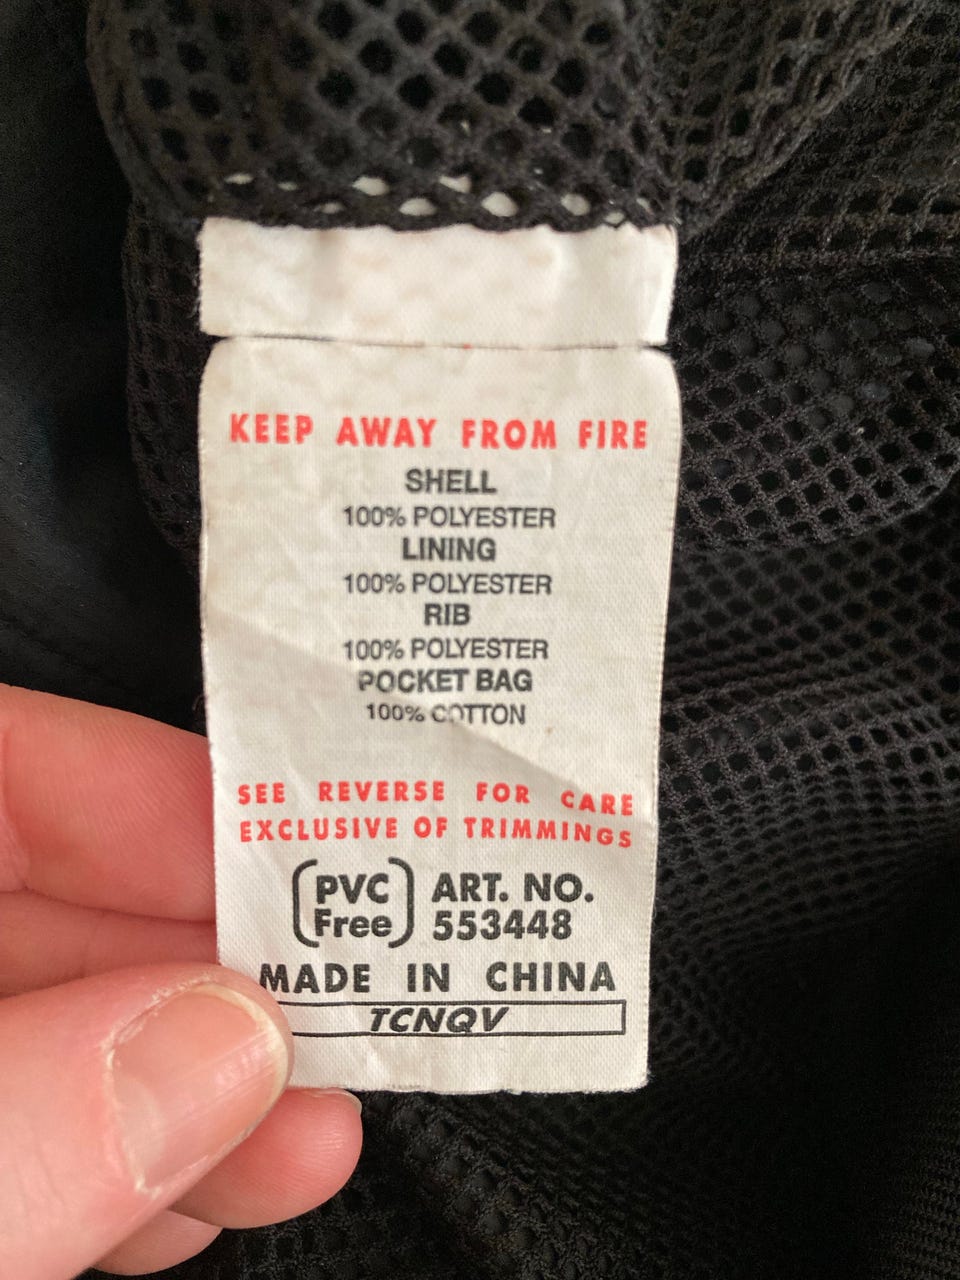 KEEP AWAY FROM FIRE
SHELL
100% POLYESTER
LINING
100% POLYESTER
RIB
100% POLYESTER
POCKET BAG
100% COTTON
SEE REVERSE FOR CARE
EXCLUSIVE OF TRIMMINGS
PVC ART. NO.
Free 553448
MADE IN CHINA
TCNQV